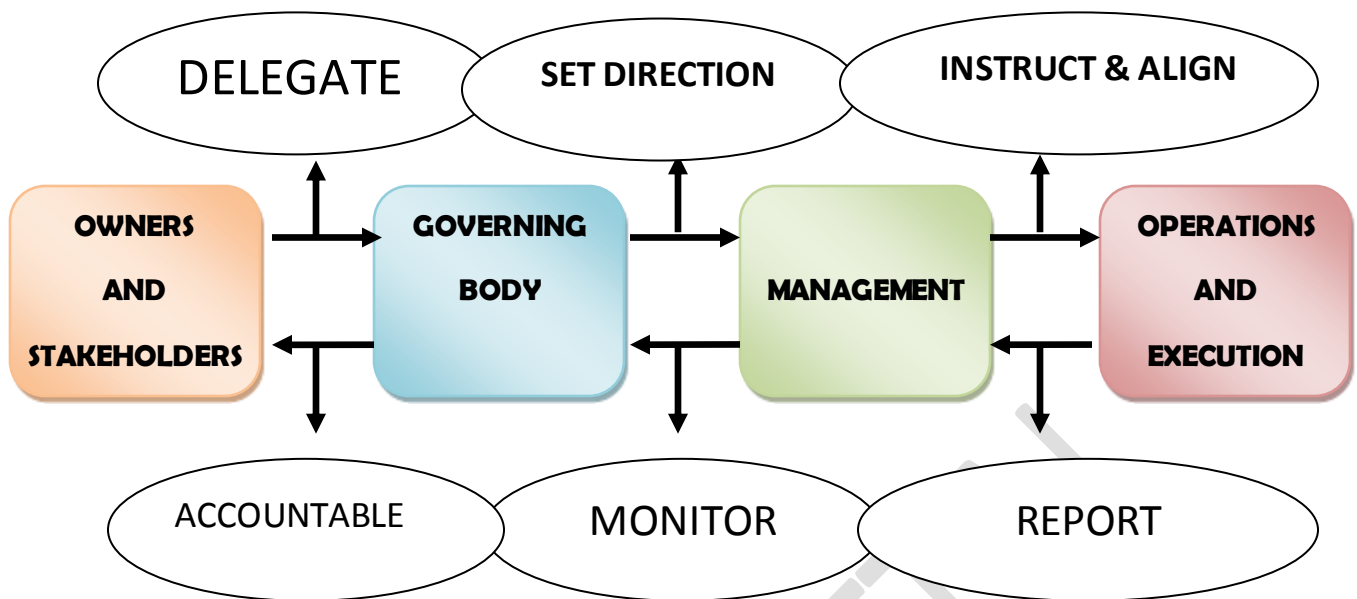 DELEGATE
SET DIRECTION
INSTRUCT & ALIGN
OWNERS
AND
STAKEHOLDERS
GOVERNING
BODY
MANAGEMENT
OPERATIONS
AND
EXECUTION
ACCOUNTABLE
MONITOR
REPORT